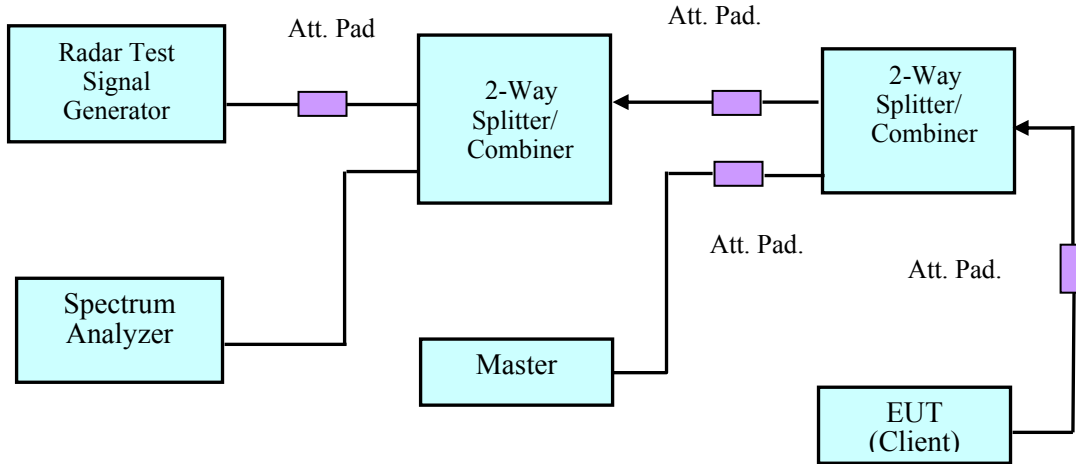 Radar Test
Signal
Generator
Att. Pad
2-Way
Splitter/
Combiner
Att. Pad.
2-Way
Splitter/
Combiner
Att. Pad.
Att. Pad.
Spectrum
Analyzer
Master
EUT
(Client)